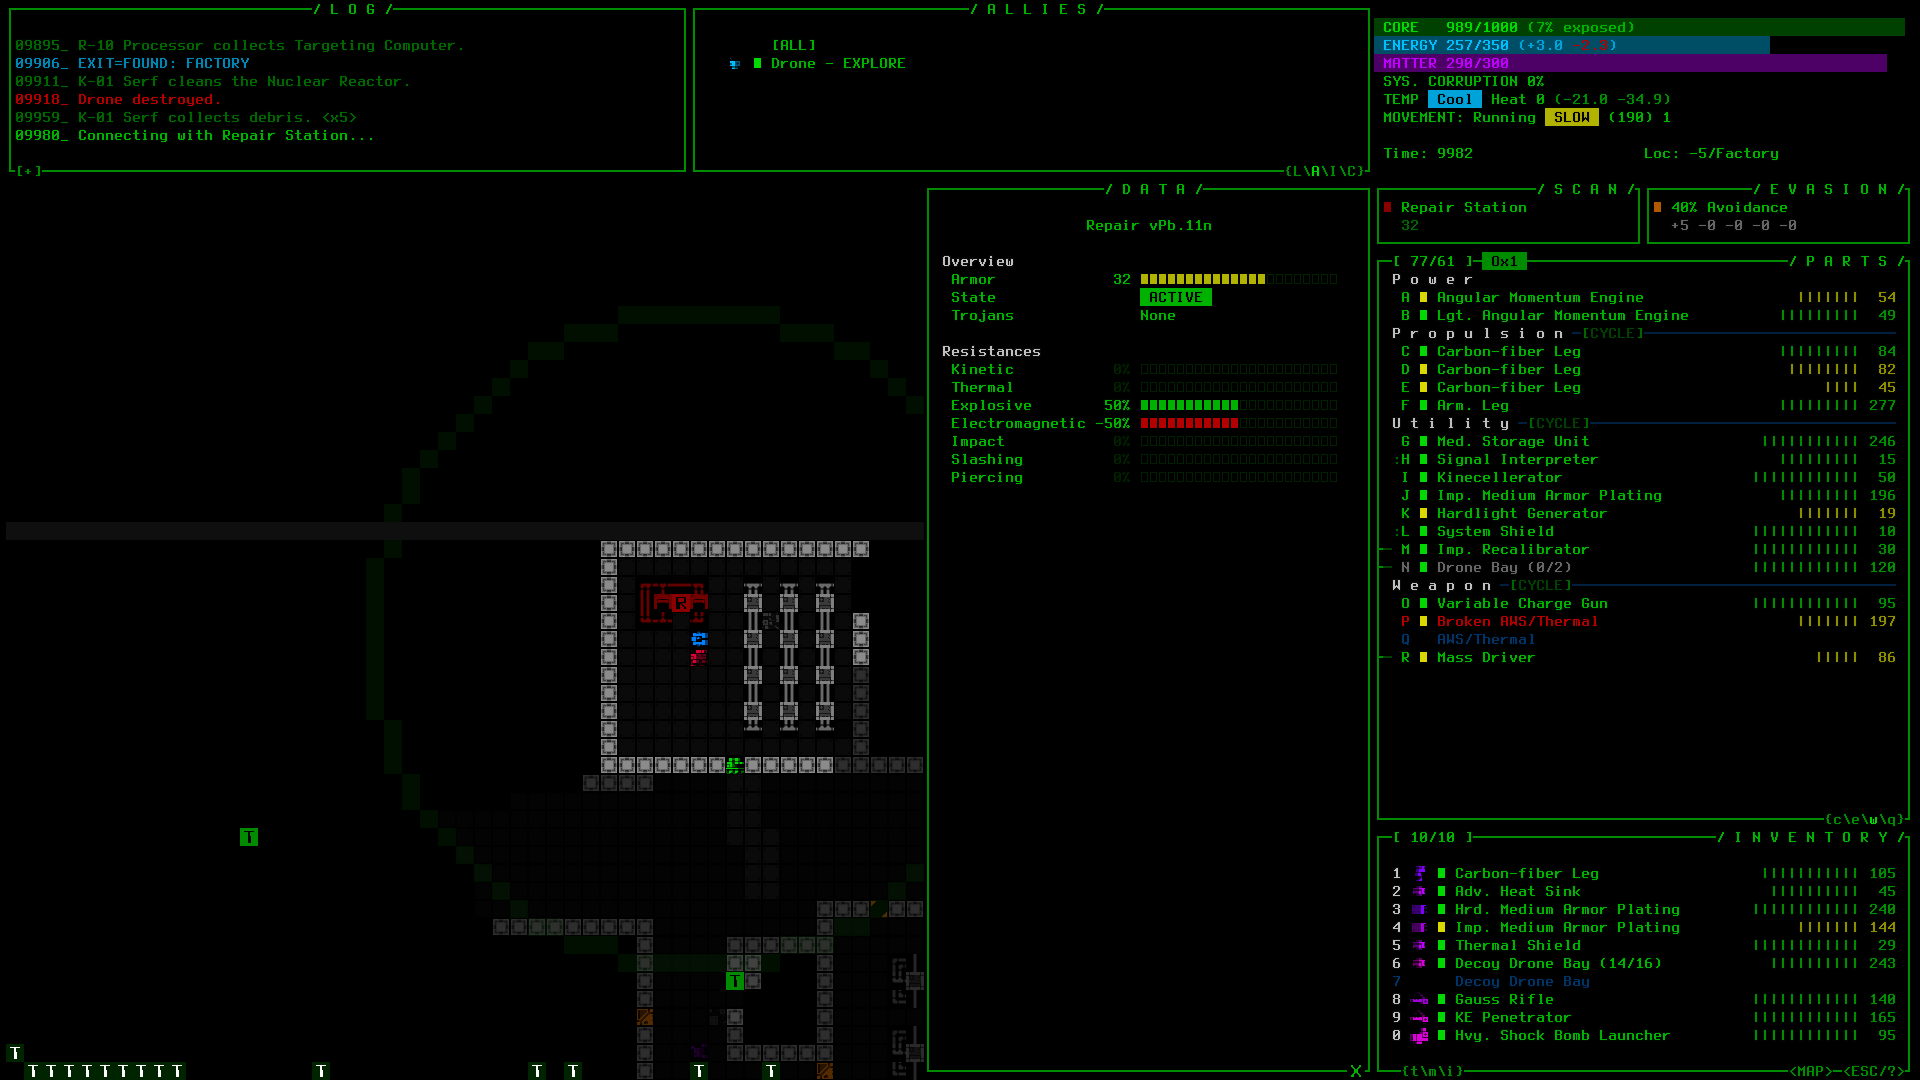 / L O G /
09895_ R-10 Processor collects Targeting Computer.
09906_ EXIT=FOUND: FACTORY
09911_ K-01 Serf cleans the Nuclear Reactor.
09918_ Drone destroyed.
09959_ K-01 Serf collects debris. <x5>
09980_ Connecting with Repair Station...
[+]
/ A L L I E S /
[ALL]
Drone - EXPLORE
{L\A\I\C}
CORE 989/1000 (7% exposed)
ENERGY 257/350 (+3.0 -2.3)
MATTER 290/300
SYS. CORRUPTION 0%
TEMP Cool Heat 0 (-21.0 -34.9)
MOVEMENT: Running SLOW (190) 1
Time: 9982 Loc: -5/Factory
/ S C A N /
Repair Station
32
/ E V A S I O N /
40% Avoidance
+5 -0 -0 -0 -0
/ D A T A /
Repair vPb.11n
Overview
Armor 32
State ACTIVE
Trojans None
Resistances
Kinetic 0%
Thermal 0%
Explosive 50%
Electromagnetic -50%
Impact 0%
Slashing 0%
Piercing 0%
X
[ 77/61 ] 0x1 / P A R T S /
P o w e r
A Angular Momentum Engine 54
B Lgt. Angular Momentum Engine 49
P r o p u l s i o n [CYCLE]
C Carbon-fiber Leg 84
D Carbon-fiber Leg 82
E Carbon-fiber Leg 45
F Arm. Leg 277
U t i l i t y [CYCLE]
G Med. Storage Unit 246
:H Signal Interpreter 15
I Kinecellerator 50
J Imp. Medium Armor Plating 196
K Hardlight Generator 19
:L System Shield 10
M Imp. Recalibrator 30
N Drone Bay (0/2) 120
W e a p o n [CYCLE]
O Variable Charge Gun 95
P Broken AWS/Thermal 197
Q AWS/Thermal
R Mass Driver 86
{c\e\w\q}
[ 10/10 ] / I N V E N T O R Y /
1 Carbon-fiber Leg 105
2 Adv. Heat Sink 45
3 Hrd. Medium Armor Plating 240
4 Imp. Medium Armor Plating 144
5 Thermal Shield 29
6 Decoy Drone Bay (14/16) 243
7 Decoy Drone Bay
8 Gauss Rifle 140
9 KE Penetrator 165
0 Hvy. Shock Bomb Launcher 95
{t\m\i} <MAP> <ESC/?>
R
T
T
T
T T T T T T T T T T T T T T